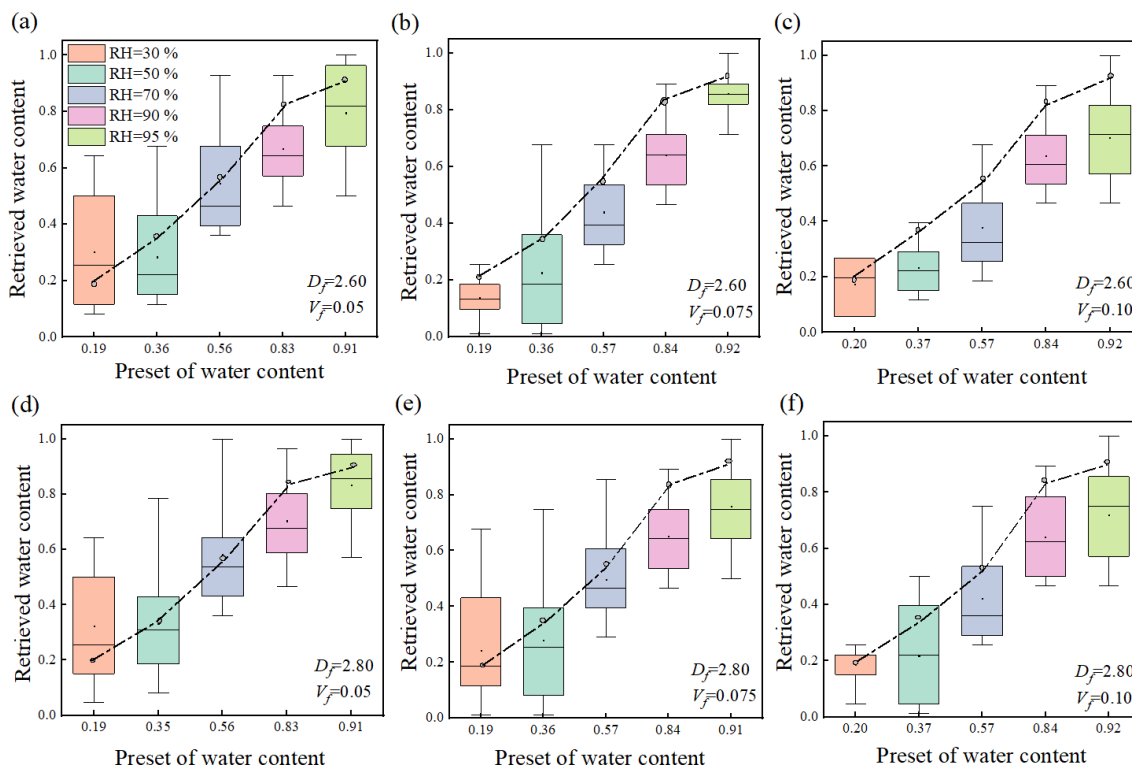 (a)
RH=30 %
RH=50 %
RH=70 %
RH=90 %
RH=95 %
1.0
0.8
0.6
0.4
0.2
0.0
Retrieved water content
D_f=2.60
V_f=0.05
0.19 0.36 0.56 0.83 0.91
Preset of water content
(b)
1.0
0.8
0.6
0.4
0.2
0.0
Retrieved water content
D_f=2.60
V_f=0.075
0.19 0.36 0.57 0.84 0.92
Preset of water content
(c)
1.0
0.8
0.6
0.4
0.2
0.0
Retrieved water content
D_f=2.60
V_f=0.10
0.20 0.37 0.57 0.84 0.92
Preset of water content
(d)
1.0
0.8
0.6
0.4
0.2
0.0
Retrieved water content
D_f=2.80
V_f=0.05
0.19 0.35 0.56 0.83 0.91
Preset of water content
(e)
1.0
0.8
0.6
0.4
0.2
0.0
Retrieved water content
D_f=2.80
V_f=0.075
0.19 0.36 0.57 0.84 0.91
Preset of water content
(f)
1.0
0.8
0.6
0.4
0.2
0.0
Retrieved water content
D_f=2.80
V_f=0.10
0.20 0.37 0.57 0.84 0.92
Preset of water content